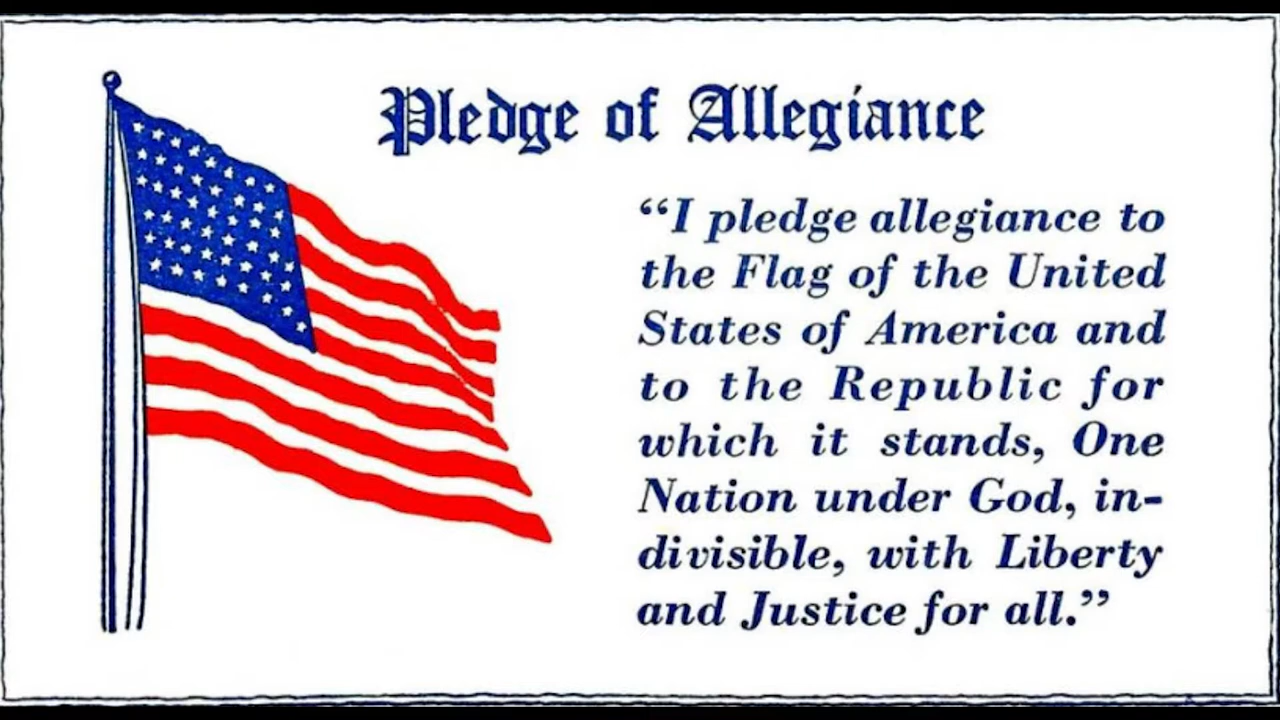 Pledge of Allegiance
“I pledge allegiance to
the Flag of the United
States of America and
to the Republic for
which it stands, One
Nation under God, in-
divisible, with Liberty
and Justice for all.”